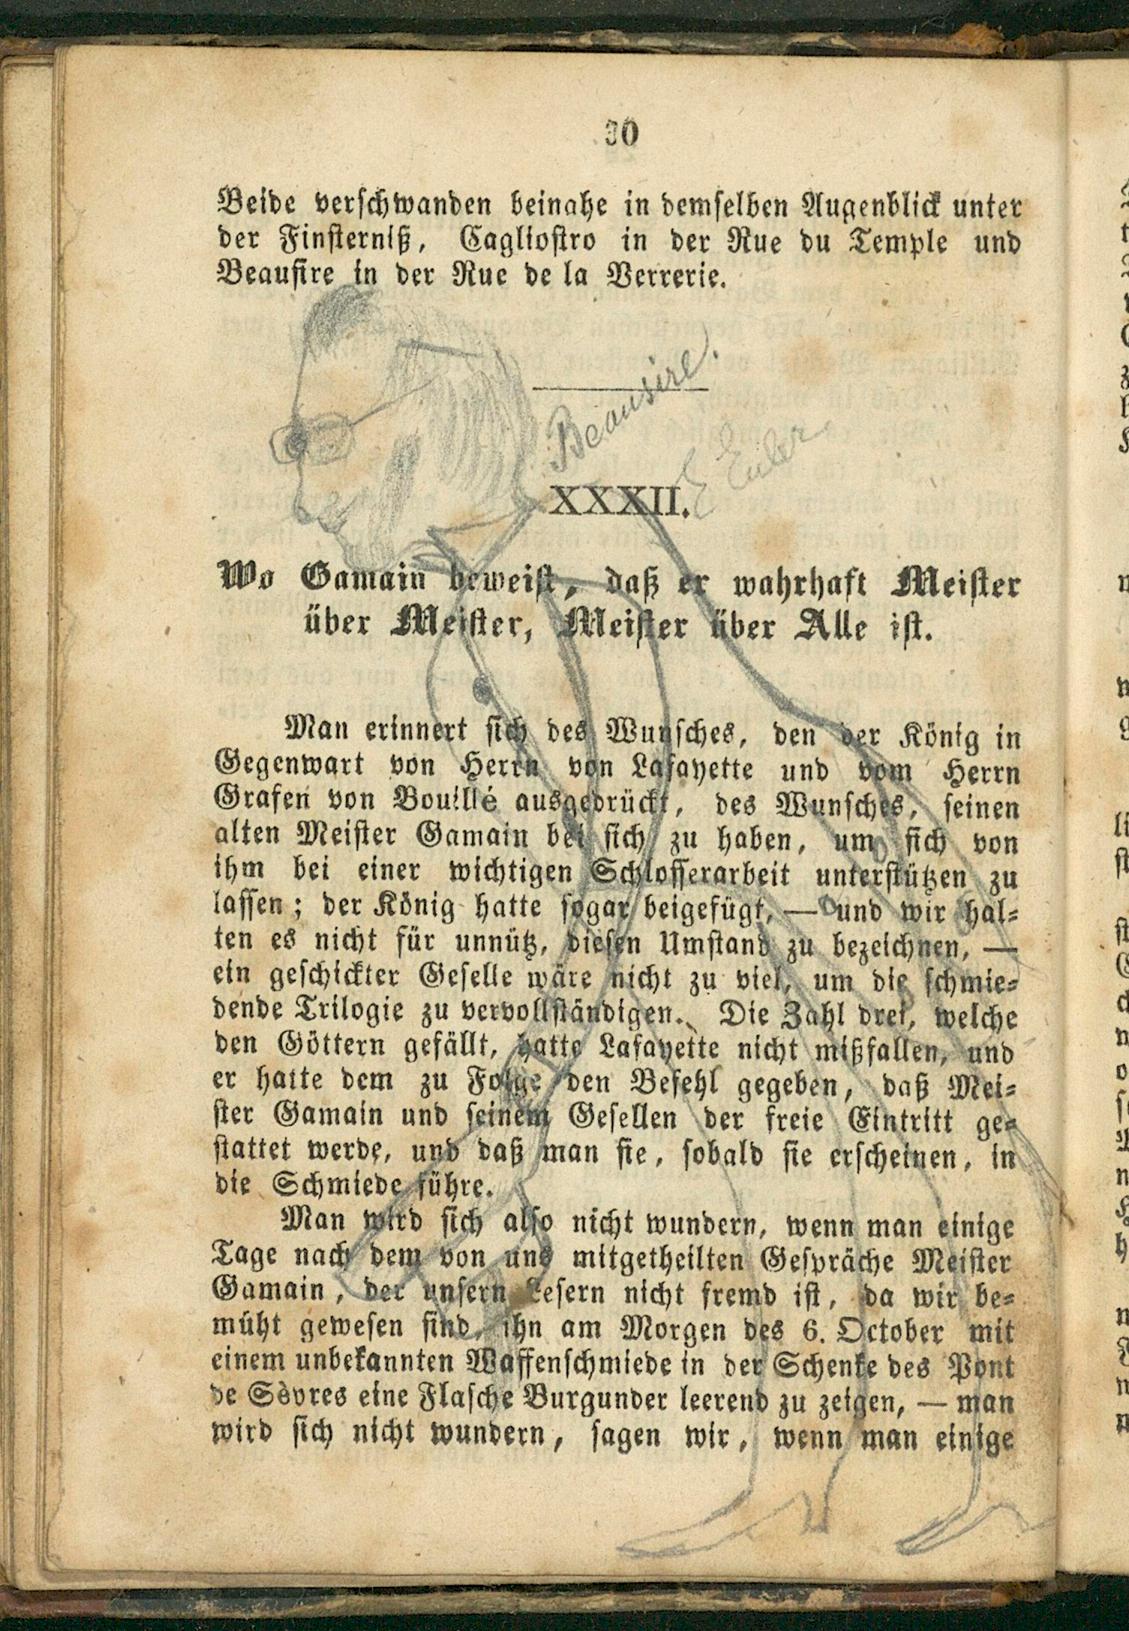 30
Beide verschwanden beinahe in demselben Augenblick unter
der Finsterniß, Cagliostro in der Rue du Temple und
Beausire in der Rue de la Verrerie.
Beausire.
Euler
XXXII.
Wo Gamain beweist, daß er wahrhaft Meister
über Meister, Meister über Alle ist.
Man erinnert sich des Wunsches, den der König in
Gegenwart von Herrn von Lafayette und vom Herrn
Grafen von Bouillé ausgedrückt, des Wunsches, seinen
alten Meister Gamain bei sich zu haben, um sich von
ihm bei einer wichtigen Schlosserarbeit unterstützen zu
lassen; der König hatte sogar beigefügt, — und wir hal-
ten es nicht für unnütz, diesen Umstand zu bezeichnen, —
ein geschickter Geselle wäre nicht zu viel, um die schmie-
dende Trilogie zu vervollständigen. Die Zahl drei, welche
den Göttern gefällt, hatte Lafayette nicht mißfallen, und
er hatte dem zu Folge den Befehl gegeben, daß Mei-
ster Gamain und seinem Gesellen der freie Eintritt ge-
stattet werde, und daß man sie, sobald sie erscheinen, in
die Schmiede führe.
Man wird sich also nicht wundern, wenn man einige
Tage nach dem von uns mitgetheilten Gespräche Meister
Gamain, der unsern Lesern nicht fremd ist, da wir be-
müht gewesen sind, ihn am Morgen des 6. October mit
einem unbekannten Waffenschmiede in der Schenke des Pont
de Sèvres eine Flasche Burgunder leerend zu zeigen, — man
wird sich nicht wundern, sagen wir, wenn man einige